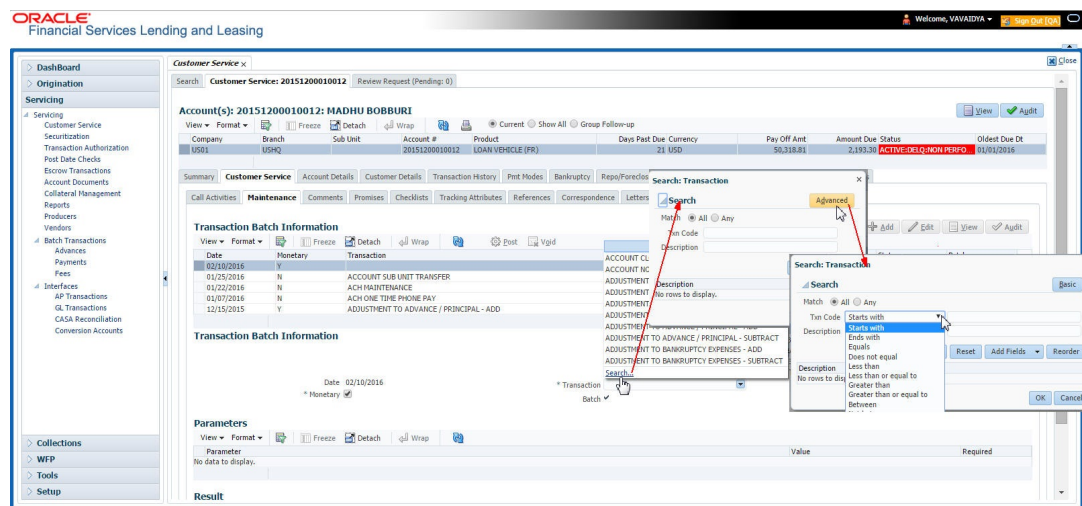 ORACLE
Financial Services Lending and Leasing
Welcome, VAVAIDYA
Sign Out [QA]
Close
DashBoard
Origination
Servicing
Servicing
Customer Service
Securitization
Transaction Authorization
Post Date Checks
Escrow Transactions
Account Documents
Collateral Management
Reports
Producers
Vendors
Batch Transactions
Advances
Payments
Fees
Interfaces
AP Transactions
GL Transactions
CASA Reconciliation
Conversion Accounts
Collections
WFP
Tools
Setup
Customer Service
Search Customer Service: 20151200010012 Review Request (Pending: 0)
Account(s): 20151200010012: MADHU BOBBURI
View Audit
View Format Freeze Detach Wrap Current Show All Group Follow-up
Company Branch Sub Unit Account # Product Days Past Due Currency Pay Off Amt Amount Due Status Oldest Due Dt
US01 USHQ 20151200010012 LOAN VEHICLE (FR) 21 USD 50,318.81 2,193.30 ACTIVE:DELQ:NON PERFO... 01/01/2016
Summary Customer Service Account Details Customer Details Transaction History Pmt Modes Bankruptcy Repo/Foreclos
Call Activities Maintenance Comments Promises Checklists Tracking Attributes References Correspondence Letters
Transaction Batch Information
Add Edit View Audit
View Format Freeze Detach Wrap Post Void
Date Monetary Transaction
02/10/2016 Y
01/25/2016 N ACCOUNT SUB UNIT TRANSFER
01/22/2016 N ACH MAINTENANCE
01/07/2016 N ACH ONE TIME PHONE PAY
12/15/2015 Y ADJUSTMENT TO ADVANCE / PRINCIPAL - ADD
ACCOUNT CL
ACCOUNT NO
ADJUSTMENT
ADJUSTMENT
ADJUSTMENT
ADJUSTMENT
ADJUSTMENT TO ADVANCE / PRINCIPAL - ADD
ADJUSTMENT TO ADVANCE / PRINCIPAL - SUBTRACT
ADJUSTMENT TO BANKRUPTCY EXPENSES - ADD
ADJUSTMENT TO BANKRUPTCY EXPENSES - SUBTRACT
Search...
Search: Transaction
Search
Advanced
Match All Any
Txn Code
Description
Description
No rows to display.
Search: Transaction
Search
Basic
Match All Any
Txn Code Starts with
Description
Starts with
Ends with
Equals
Does not equal
Less than
Less than or equal to
Greater than
Greater than or equal to
Between
Reset Add Fields Reorder
Description
No rows to disp
OK Cancel
Transaction Batch Information
Date 02/10/2016
* Monetary
* Transaction
Batch
Parameters
View Format Freeze Detach Wrap
Parameter Value Required
No data to display.
Result